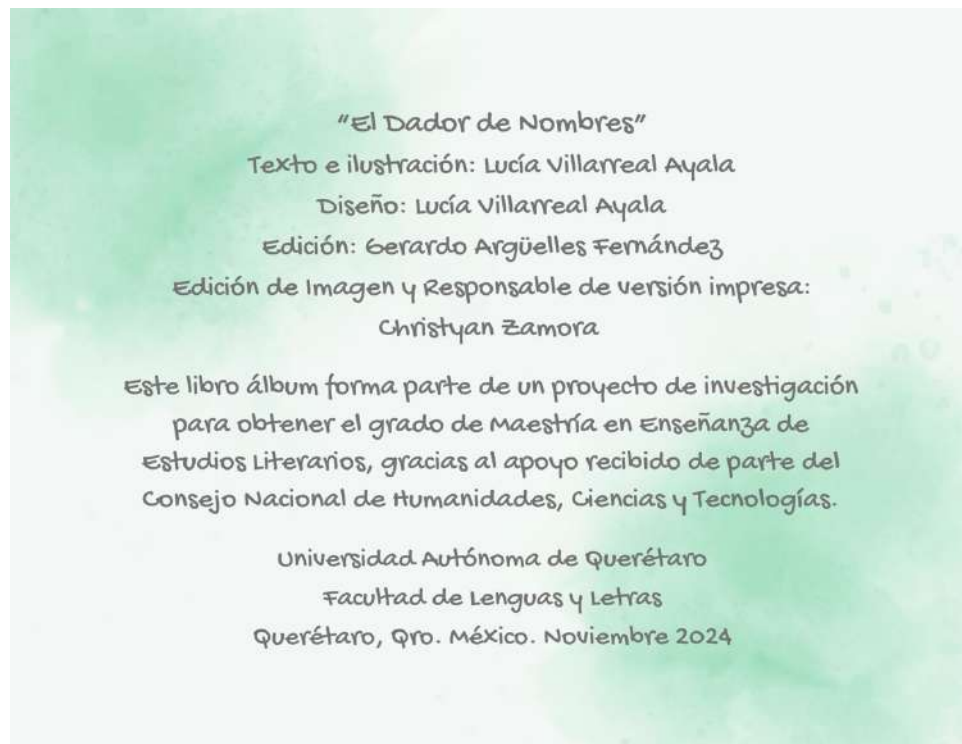 "El Dador de Nombres"
Texto e ilustración: Lucía Villarreal Ayala
Diseño: Lucía Villarreal Ayala
Edición: Gerardo Argüelles Fernández
Edición de Imagen y Responsable de versión impresa:
Christyan Zamora
Este libro álbum forma parte de un proyecto de investigación
para obtener el grado de Maestría en Enseñanza de
Estudios Literarios, gracias al apoyo recibido de parte del
Consejo Nacional de Humanidades, Ciencias y Tecnologías.
Universidad Autónoma de Querétaro
Facultad de Lenguas y Letras
Querétaro, Qro. México. Noviembre 2024